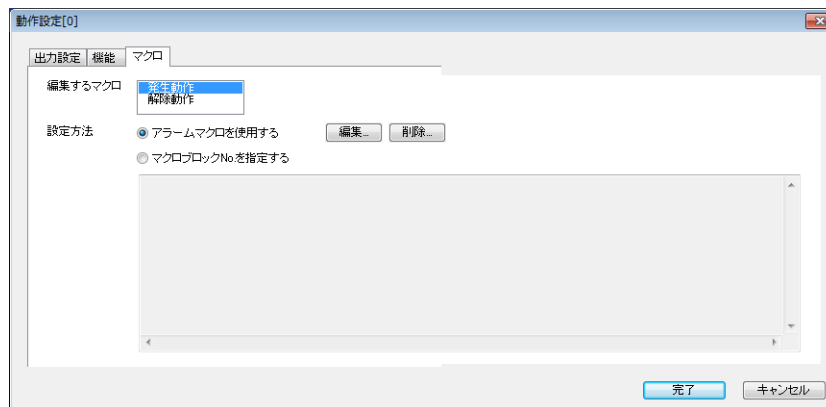 動作設定[0]
出力設定 機能 マクロ
編集するマクロ 発生動作
解除動作
設定方法 アラームマクロを使用する 編集... 削除...
マクロブロックNo.を指定する
完了 キャンセル